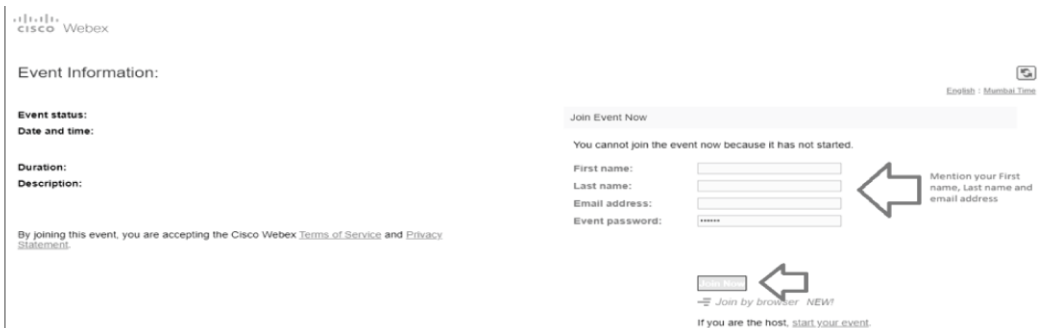 cisco Webex
Event Information:
English : Mumbai Time
Event status:
Date and time:
Duration:
Description:
By joining this event, you are accepting the Cisco Webex Terms of Service and Privacy
Statement.
Join Event Now
You cannot join the event now because it has not started.
First name:
Last name:
Email address:
Event password:
Mention your First
name, Last name and
email address
Join Now
Join by browser NEW!
If you are the host, start your event.